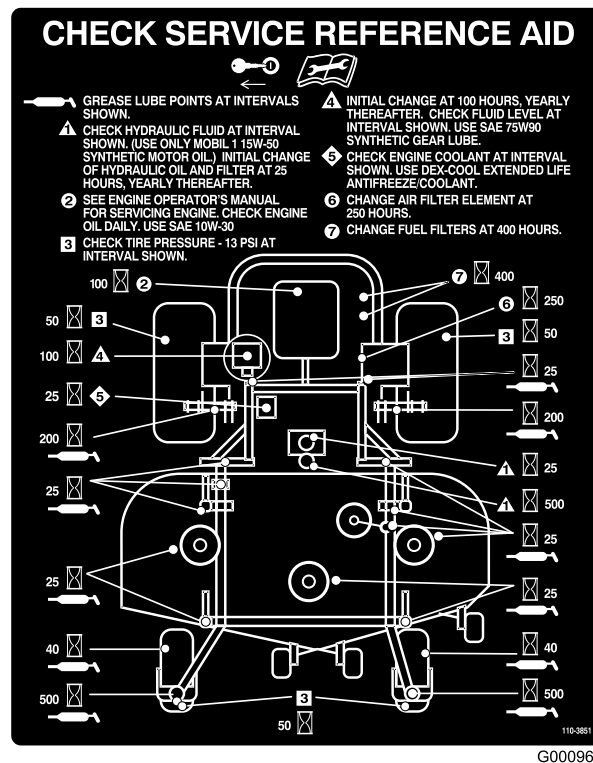 CHECK SERVICE REFERENCE AID
GREASE LUBE POINTS AT INTERVALS
SHOWN.
1 CHECK HYDRAULIC FLUID AT INTERVAL
SHOWN. (USE ONLY MOBIL 1 15W-50
SYNTHETIC MOTOR OIL.) INITIAL CHANGE
OF HYDRAULIC OIL AND FILTER AT 25
HOURS, YEARLY THEREAFTER.
2 SEE ENGINE OPERATOR'S MANUAL
FOR SERVICING ENGINE. CHECK ENGINE
OIL DAILY. USE SAE 10W-30
3 CHECK TIRE PRESSURE - 13 PSI AT
INTERVAL SHOWN.
4 INITIAL CHANGE AT 100 HOURS, YEARLY
THEREAFTER. CHECK FLUID LEVEL AT
INTERVAL SHOWN. USE SAE 75W90
SYNTHETIC GEAR LUBE.
5 CHECK ENGINE COOLANT AT INTERVAL
SHOWN. USE DEX-COOL EXTENDED LIFE
ANTIFREEZE/COOLANT.
6 CHANGE AIR FILTER ELEMENT AT
250 HOURS.
7 CHANGE FUEL FILTERS AT 400 HOURS.
100 2
7 400
6 250
50 3
3 50
100 4
25
25 5
200
200
1 25
25
1 500
25
25
25
40
40
500
500
3
50
110-3851
G00096